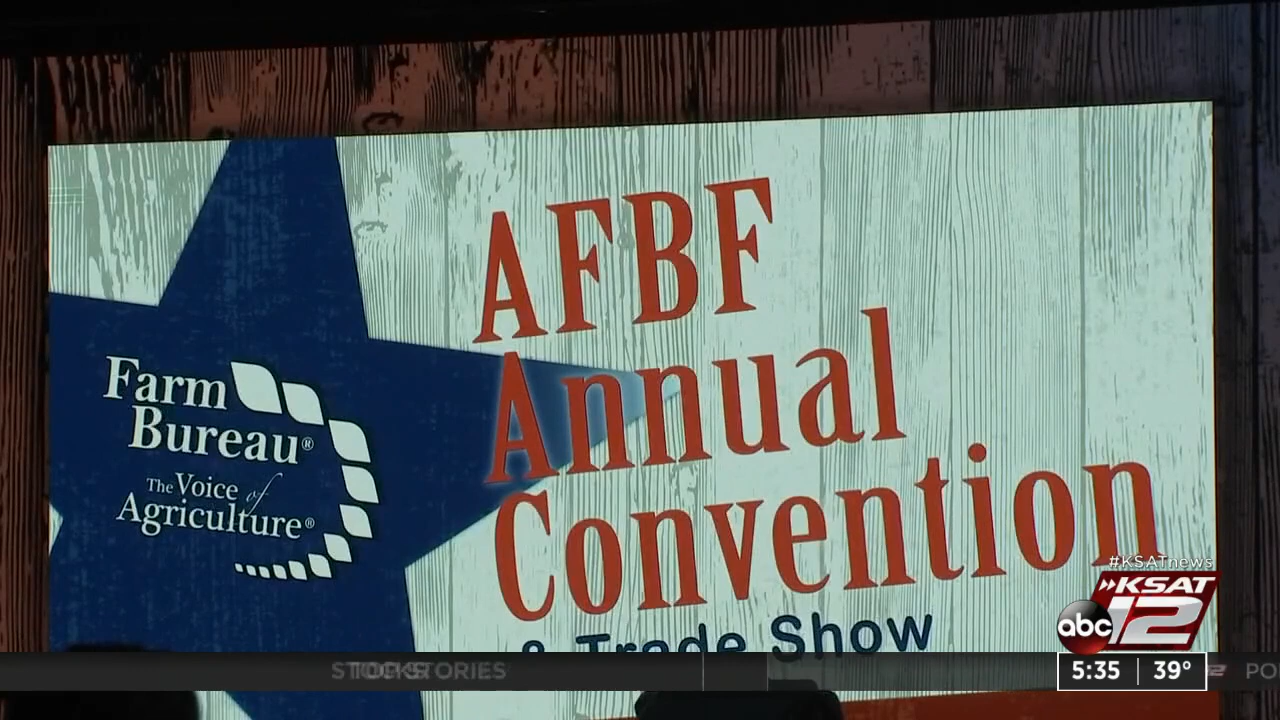 AFBF
Annual
Convention
& Trade Show
Farm
Bureau®
The Voice of
Agriculture®
#KSATnews
KSAT
12
abc
5:35 39°